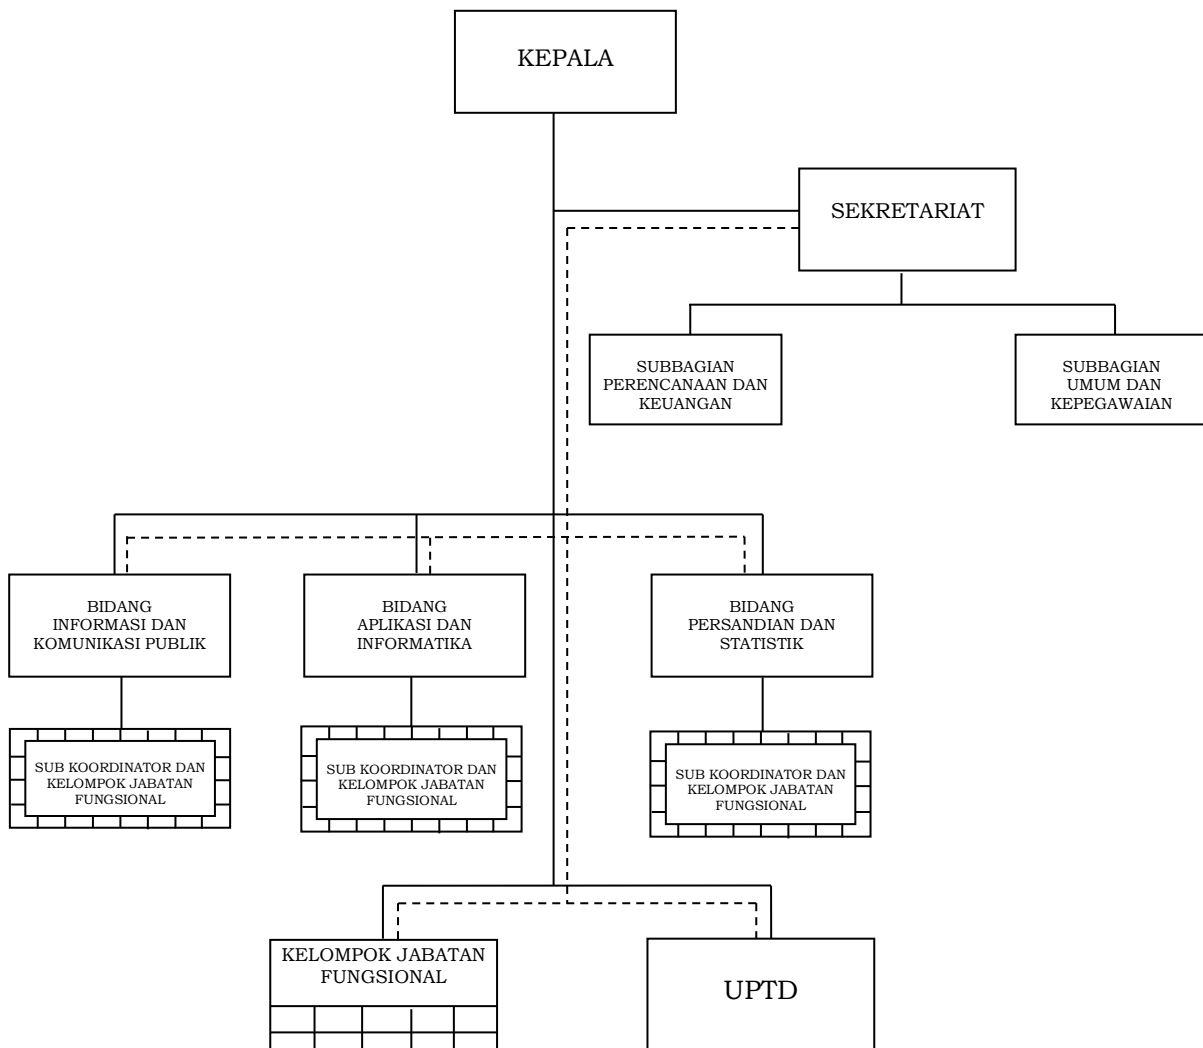 KEPALA
SEKRETARIAT
SUBBAGIAN
PERENCANAAN DAN
KEUANGAN
SUBBAGIAN
UMUM DAN
KEPEGAWAIAN
BIDANG
INFORMASI DAN
KOMUNIKASI PUBLIK
BIDANG
APLIKASI DAN
INFORMATIKA
BIDANG
PERSANDIAN DAN
STATISTIK
SUB KOORDINATOR DAN
KELOMPOK JABATAN
FUNGSIONAL
SUB KOORDINATOR DAN
KELOMPOK JABATAN
FUNGSIONAL
SUB KOORDINATOR DAN
KELOMPOK JABATAN
FUNGSIONAL
KELOMPOK JABATAN
FUNGSIONAL
UPTD